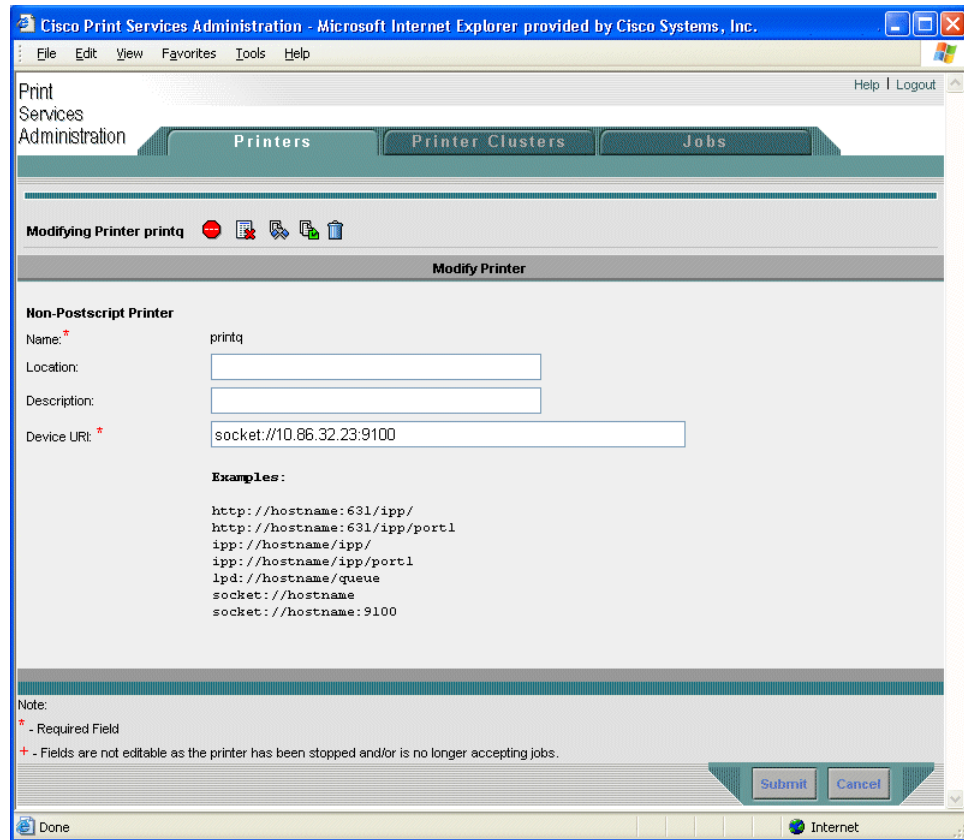 Cisco Print Services Administration - Microsoft Internet Explorer provided by Cisco Systems, Inc.
File Edit View Favorites Tools Help
Help | Logout
Print
Services
Administration
Printers Printer Clusters Jobs
Modifying Printer printq
Modify Printer
Non-Postscript Printer
Name:* printq
Location:
Description:
Device URI: * socket://10.86.32.23:9100
Examples:
http://hostname:631/ipp/
http://hostname:631/ipp/port1
ipp://hostname/ipp/
ipp://hostname/ipp/port1
lpd://hostname/queue
socket://hostname
socket://hostname:9100
Note:
* - Required Field
+ - Fields are not editable as the printer has been stopped and/or is no longer accepting jobs.
Submit Cancel
Done Internet